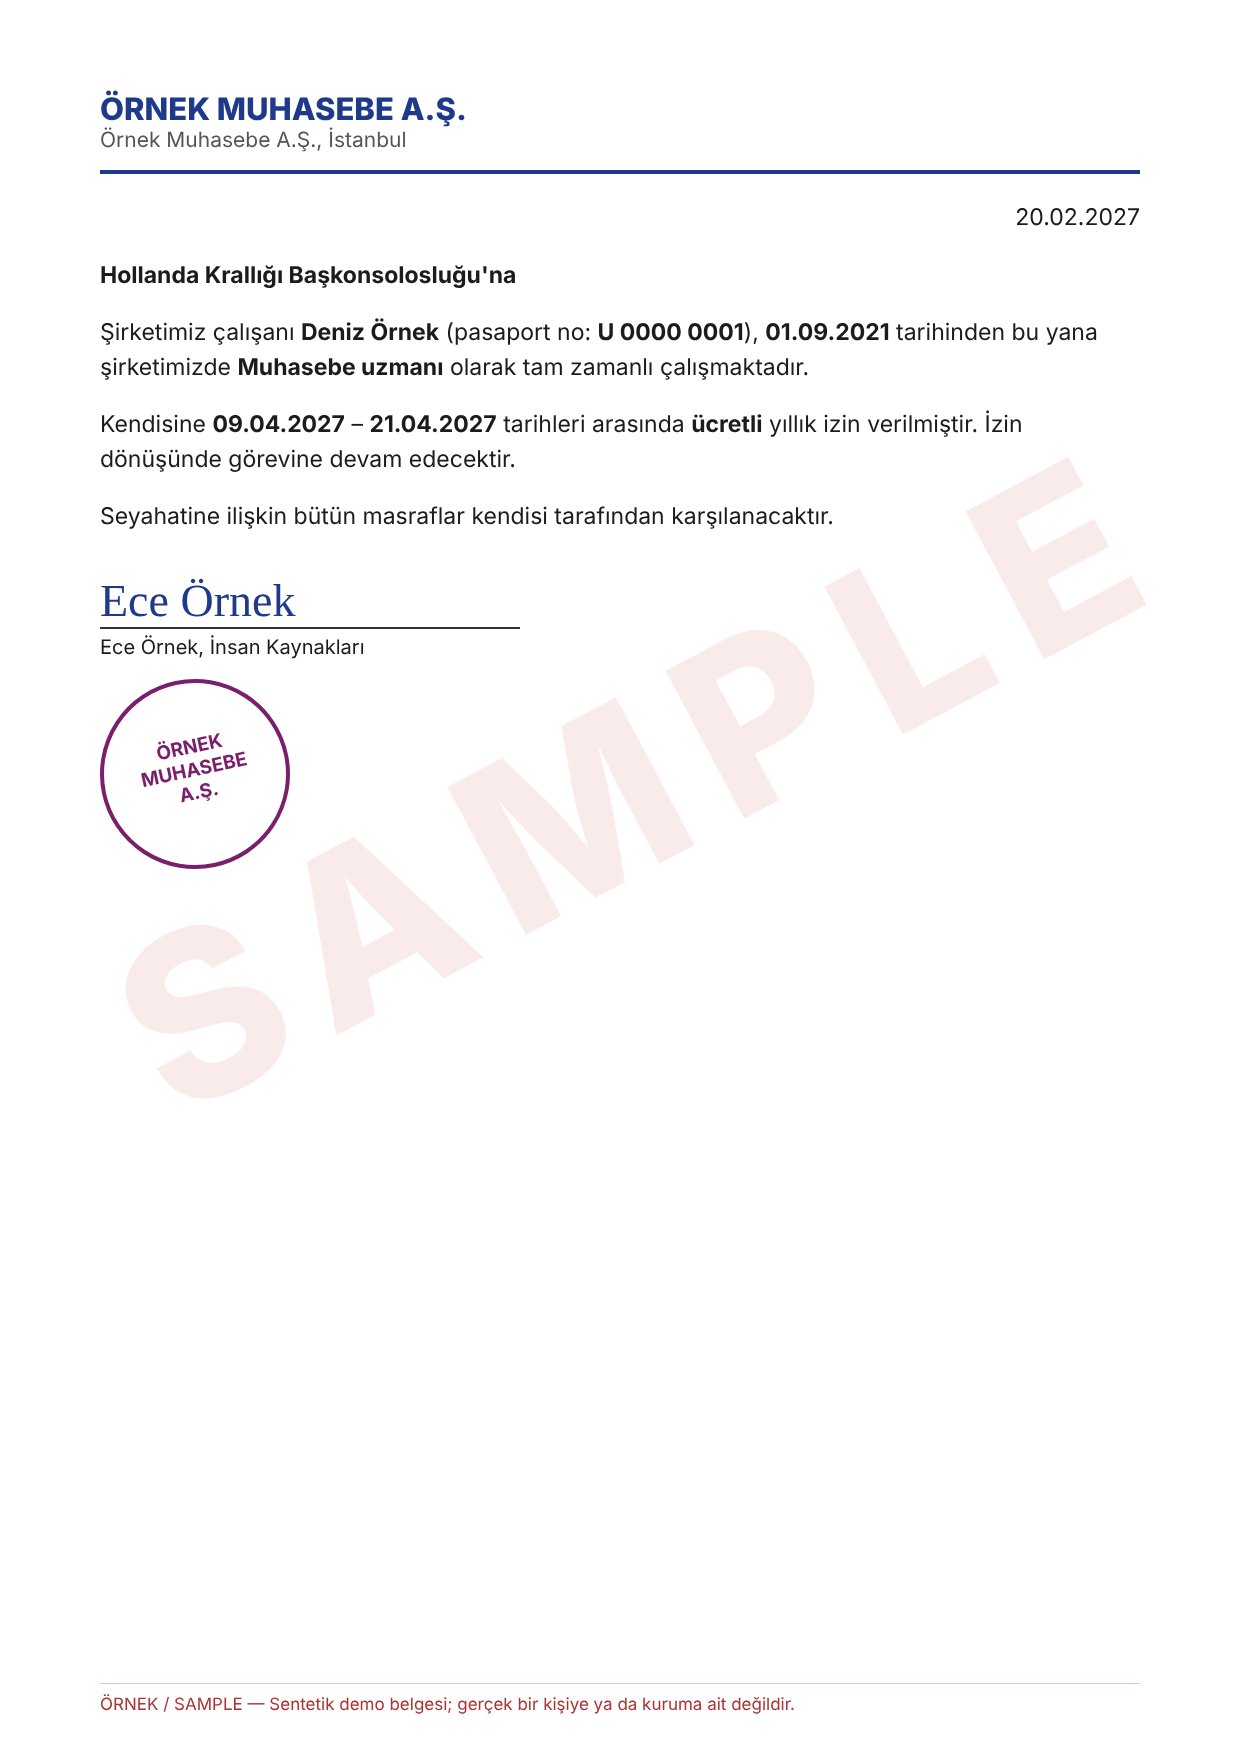 ÖRNEK MUHASEBE A.Ş.
Örnek Muhasebe A.Ş., İstanbul
20.02.2027
Hollanda Krallığı Başkonsolosluğu'na
Şirketimiz çalışanı Deniz Örnek (pasaport no: U 0000 0001), 01.09.2021 tarihinden bu yana
şirketimizde Muhasebe uzmanı olarak tam zamanlı çalışmaktadır.
Kendisine 09.04.2027 – 21.04.2027 tarihleri arasında ücretli yıllık izin verilmiştir. İzin
dönüşünde görevine devam edecektir.
Seyahatine ilişkin bütün masraflar kendisi tarafından karşılanacaktır.
Ece Örnek
Ece Örnek, İnsan Kaynakları
ÖRNEK
MUHASEBE
A.Ş.
SAMPLE
ÖRNEK / SAMPLE — Sentetik demo belgesi; gerçek bir kişiye ya da kuruma ait değildir.